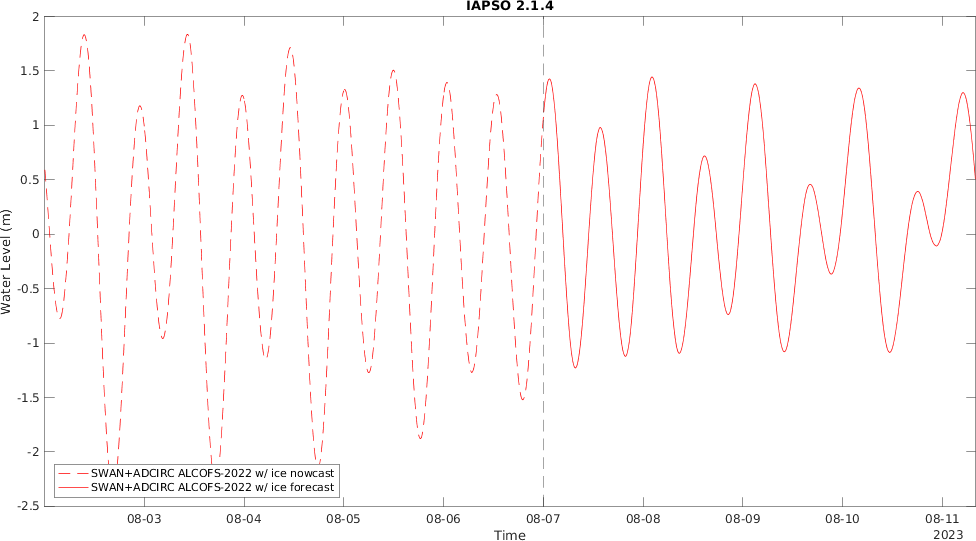 IAPSO 2.1.4
2
1.5
1
0.5
0
-0.5
-1
-1.5
-2
-2.5
Water Level (m)
SWAN+ADCIRC ALCOFS-2022 w/ ice nowcast
SWAN+ADCIRC ALCOFS-2022 w/ ice forecast
08-03 08-04 08-05 08-06 08-07 08-08 08-09 08-10 08-11
2023
Time